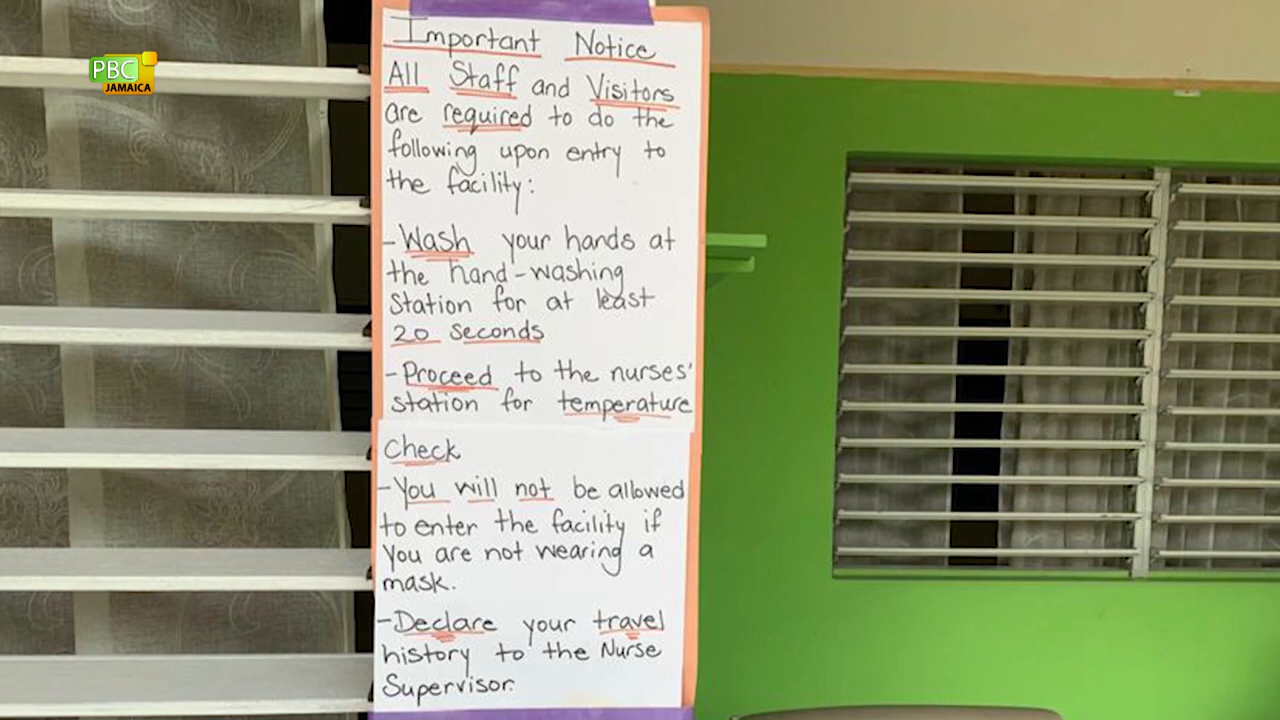 PBC
JAMAICA
Important Notice
All Staff and Visitors
are required to do the
following upon entry to
the facility:
- Wash your hands at
the hand-washing
Station for at least
20 Seconds
- Proceed to the nurses'
station for temperature
Check
- You will not be allowed
to enter the facility if
you are not wearing a
mask.
- Declare your travel
history to the Nurse
Supervisor.